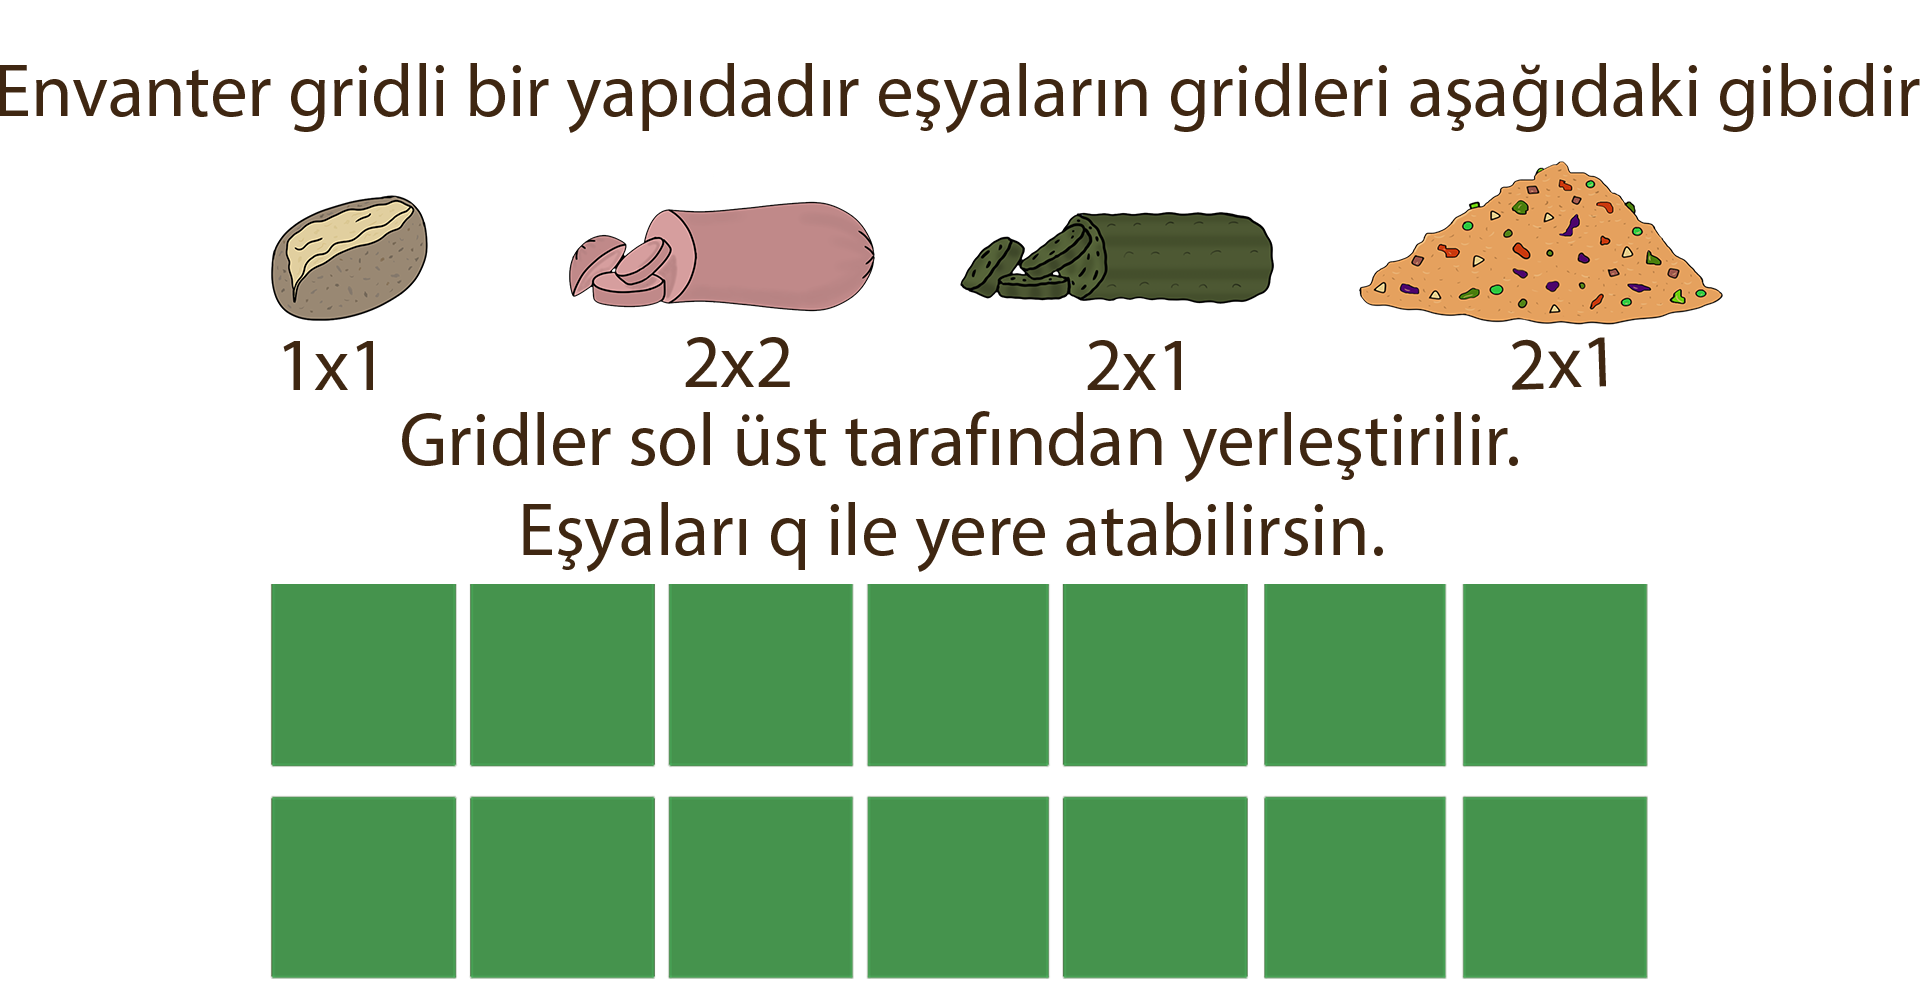 Envanter gridli bir yapıdadır eşyaların gridleri aşağıdaki gibidir
1x1 2x2 2x1 2x1
Gridler sol üst tarafından yerleştirilir.
Eşyaları q ile yere atabilirsin.